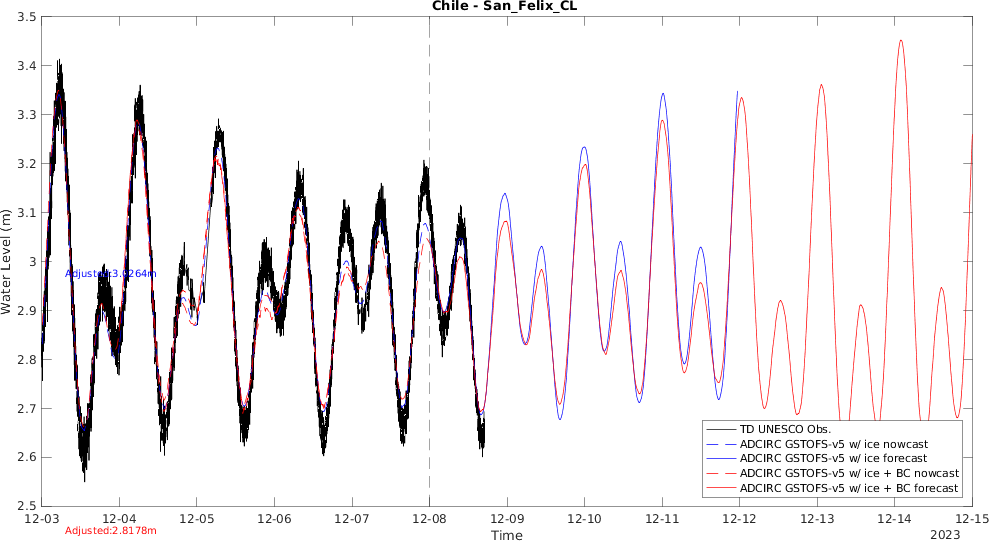 Chile - San_Felix_CL
3.5
3.4
3.3
3.2
3.1
3
2.9
2.8
2.7
2.6
2.5
Water Level (m)
Adjusted:3.0264m
Adjusted:2.8178m
TD UNESCO Obs.
ADCIRC GSTOFS-v5 w/ ice nowcast
ADCIRC GSTOFS-v5 w/ ice forecast
ADCIRC GSTOFS-v5 w/ ice + BC nowcast
ADCIRC GSTOFS-v5 w/ ice + BC forecast
12-03 12-04 12-05 12-06 12-07 12-08 12-09 12-10 12-11 12-12 12-13 12-14 12-15
Time
2023